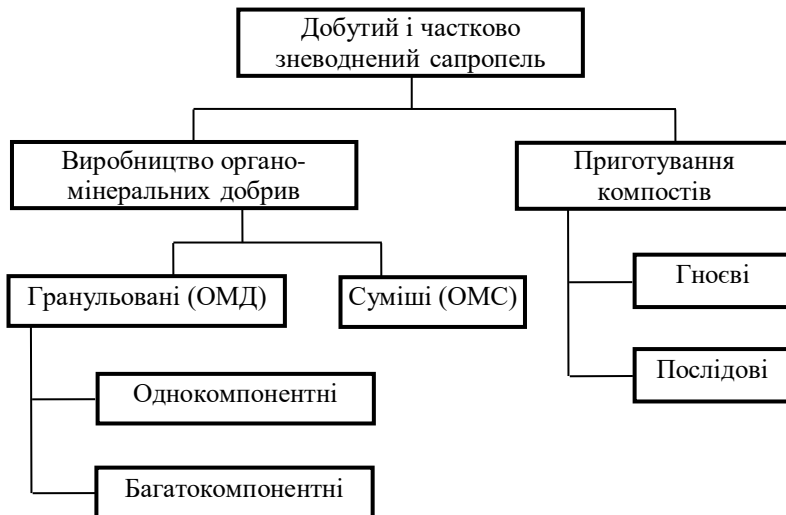 Добутий і частково
зневоднений сапропель
Виробництво органо-
мінеральних добрив
Приготування
компостів
Гранульовані (ОМД)
Суміші (ОМС)
Гноєві
Послідові
Однокомпонентні
Багатокомпонентні